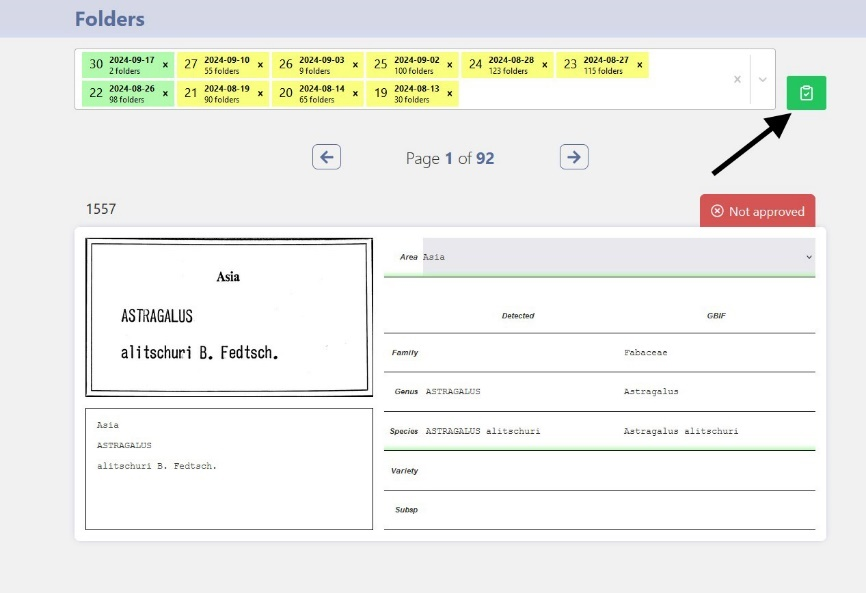 Folders
30 2024-09-17 x 27 2024-09-10 x 26 2024-09-03 x 25 2024-09-02 x 24 2024-08-28 x 23 2024-08-27 x
2 folders 55 folders 9 folders 100 folders 123 folders 115 folders
22 2024-08-26 x 21 2024-08-19 x 20 2024-08-14 x 19 2024-08-13 x
98 folders 90 folders 65 folders 30 folders
Page 1 of 92
1557
Not approved
Asia
ASTRAGALUS
alitschuri B. Fedtsch.
Asia
ASTRAGALUS
alitschuri B. Fedtsch.
Area Asia
Detected GBIF
Family Fabaceae
Genus ASTRAGALUS Astragalus
Species ASTRAGALUS alitschuri Astragalus alitschuri
Variety
Subsp